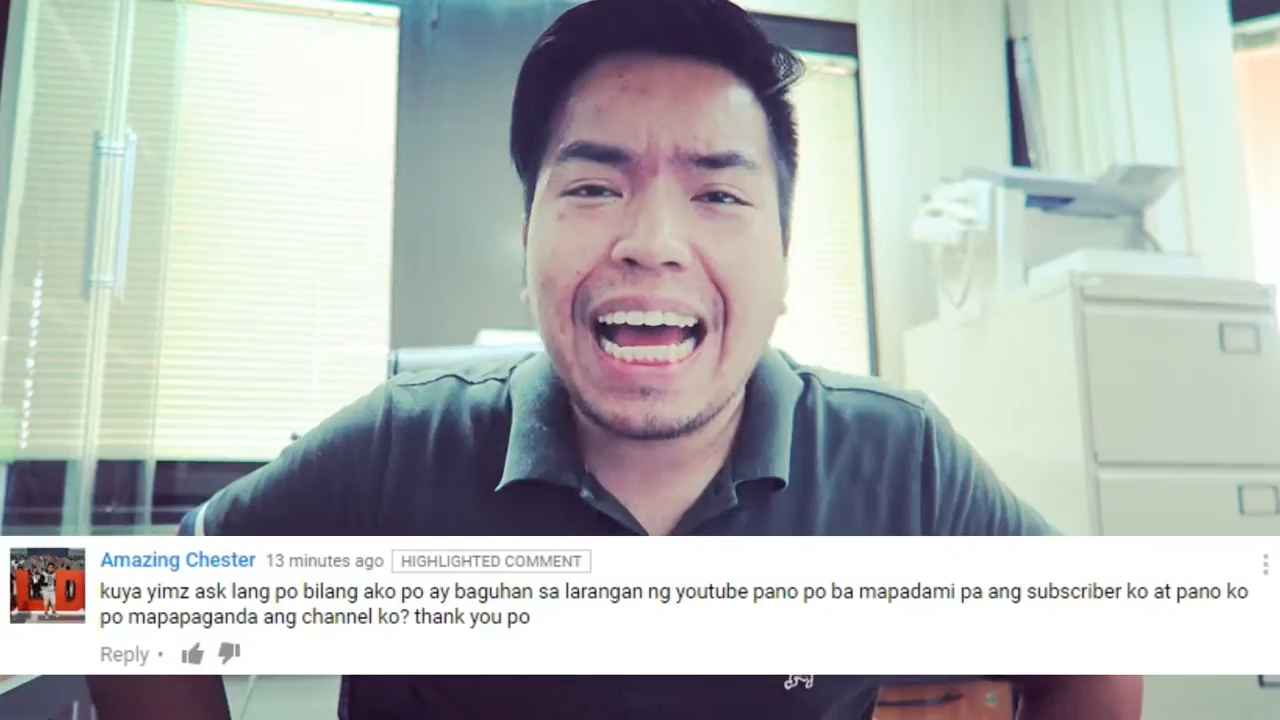 Amazing Chester 13 minutes ago HIGHLIGHTED COMMENT
kuya yimz ask lang po bilang ako po ay baguhan sa larangan ng youtube pano po ba mapadami pa ang subscriber ko at pano ko
po mapapaganda ang channel ko? thank you po
Reply •